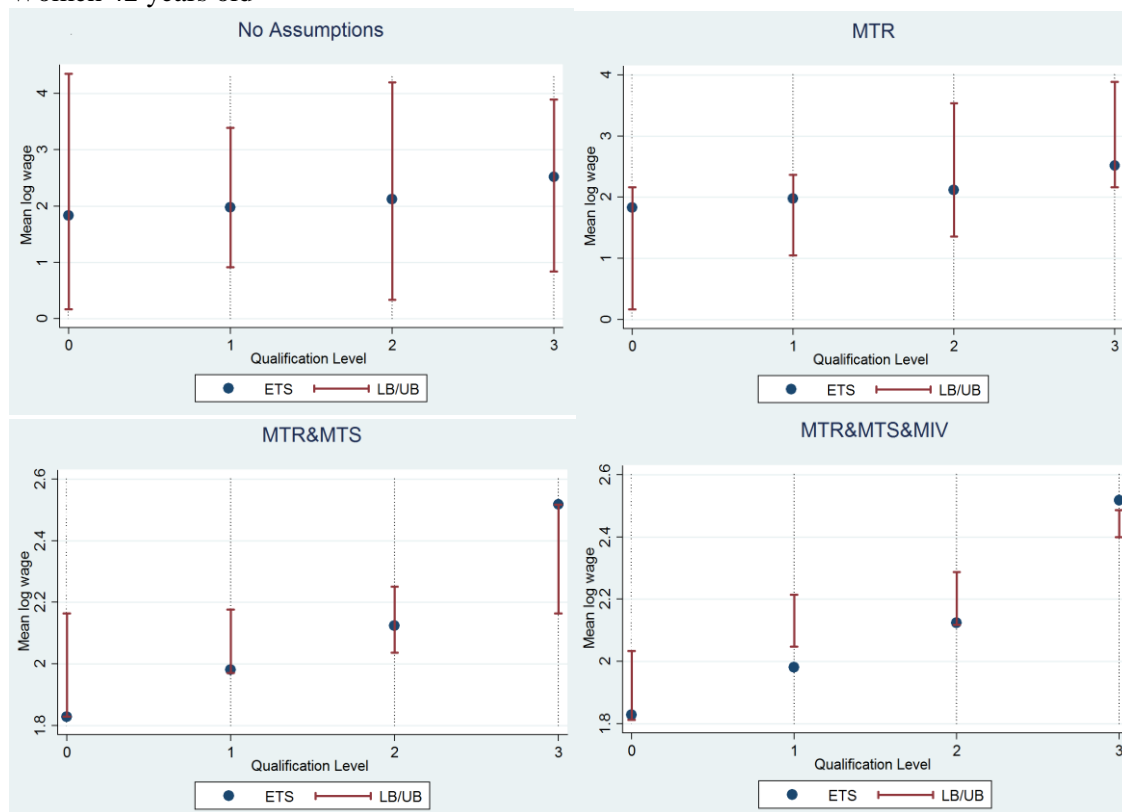 Women 42 years old
No Assumptions
Mean log wage
4
3
2
1
0
0 1 2 3
Qualification Level
ETS LB/UB
MTR
Mean log wage
4
3
2
1
0
0 1 2 3
Qualification Level
ETS LB/UB
MTR&MTS
Mean log wage
2.6
2.4
2.2
2
1.8
0 1 2 3
Qualification Level
ETS LB/UB
MTR&MTS&MIV
Mean log wage
2.6
2.4
2.2
2
1.8
0 1 2 3
Qualification Level
ETS LB/UB